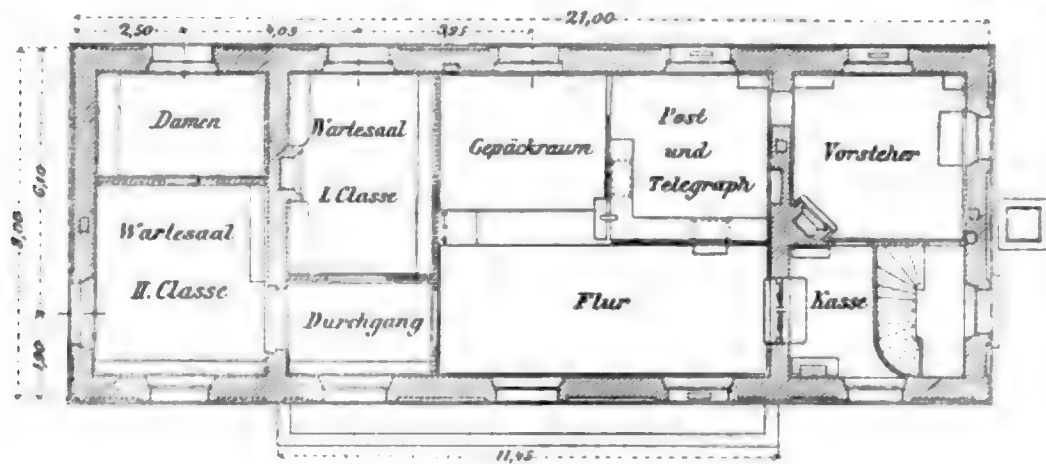 21,00
2,50 4,05 3,95
Damen
Wartesaal
I. Classe
Gepäckraum
Post
und
Telegraph
Vorsteher
8,00
6,10
Wartesaal
II. Classe
Durchgang
Flur
Kasse
1,90
11,45